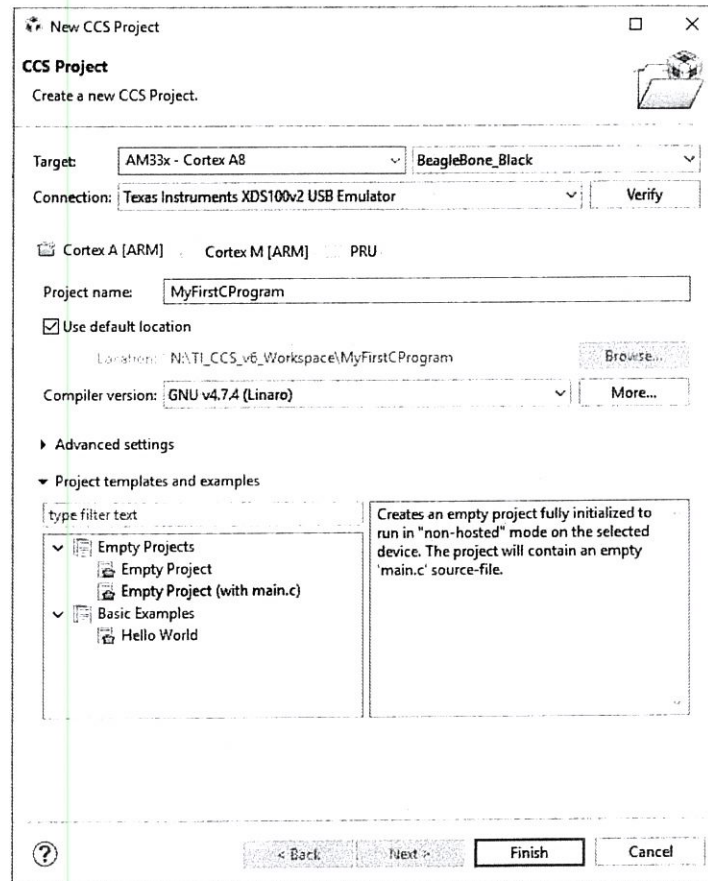 New CCS Project
CCS Project
Create a new CCS Project.
Target: AM33x - Cortex A8 BeagleBone_Black
Connection: Texas Instruments XDS100v2 USB Emulator Verify
Cortex A [ARM] Cortex M [ARM] PRU
Project name: MyFirstCProgram
Use default location
Location: N:\TI_CCS_v6_Workspace\MyFirstCProgram Browse...
Compiler version: GNU v4.7.4 (Linaro) More...
Advanced settings
Project templates and examples
type filter text
Empty Projects
Empty Project
Empty Project (with main.c)
Basic Examples
Hello World
Creates an empty project fully initialized to
run in "non-hosted" mode on the selected
device. The project will contain an empty
'main.c' source-file.
? < Back Next > Finish Cancel